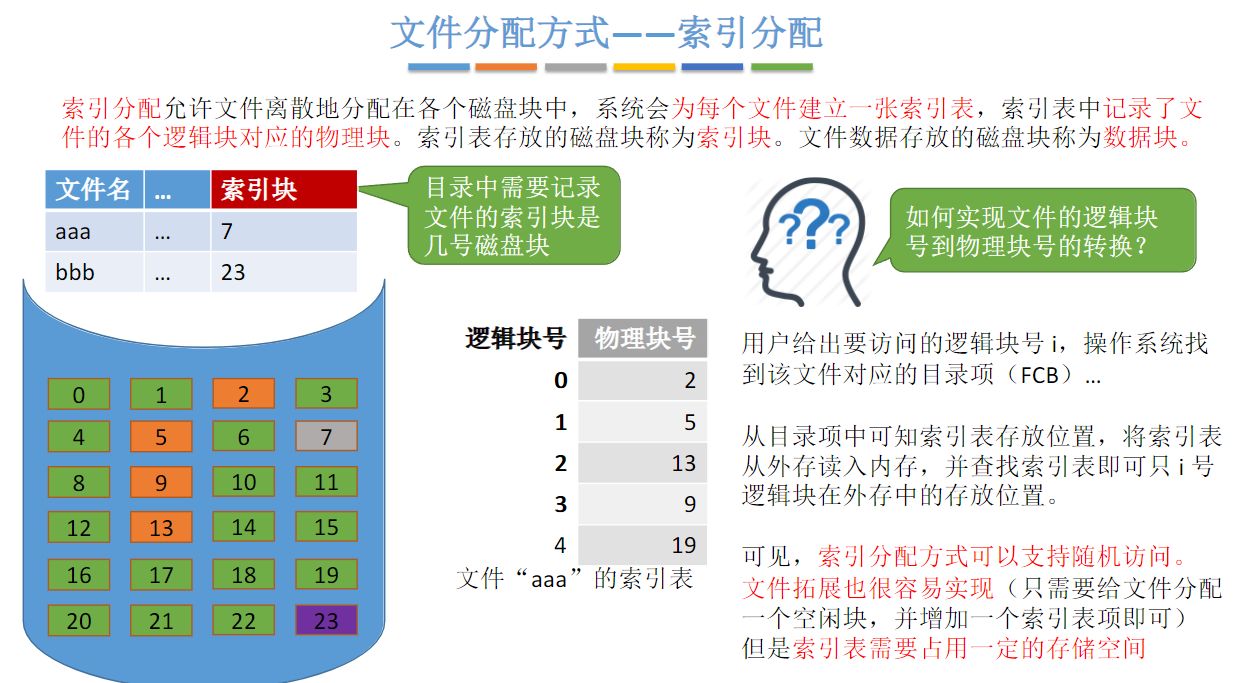 文件分配方式——索引分配
索引分配允许文件离散地分配在各个磁盘块中，系统会为每个文件建立一张索引表，索引表中记录了文
件的各个逻辑块对应的物理块。索引表存放的磁盘块称为索引块。文件数据存放的磁盘块称为数据块。
文件名 … 索引块
aaa … 7
bbb … 23
目录中需要记录
文件的索引块是
几号磁盘块
???
如何实现文件的逻辑块
号到物理块号的转换？
0 1 2 3
4 5 6 7
8 9 10 11
12 13 14 15
16 17 18 19
20 21 22 23
逻辑块号 物理块号
0 2
1 5
2 13
3 9
4 19
文件“aaa”的索引表
用户给出要访问的逻辑块号 i，操作系统找
到该文件对应的目录项（FCB）…
从目录项中可知索引表存放位置，将索引表
从外存读入内存，并查找索引表即可只 i 号
逻辑块在外存中的存放位置。
可见，索引分配方式可以支持随机访问。
文件拓展也很容易实现（只需要给文件分配
一个空闲块，并增加一个索引表项即可）
但是索引表需要占用一定的存储空间